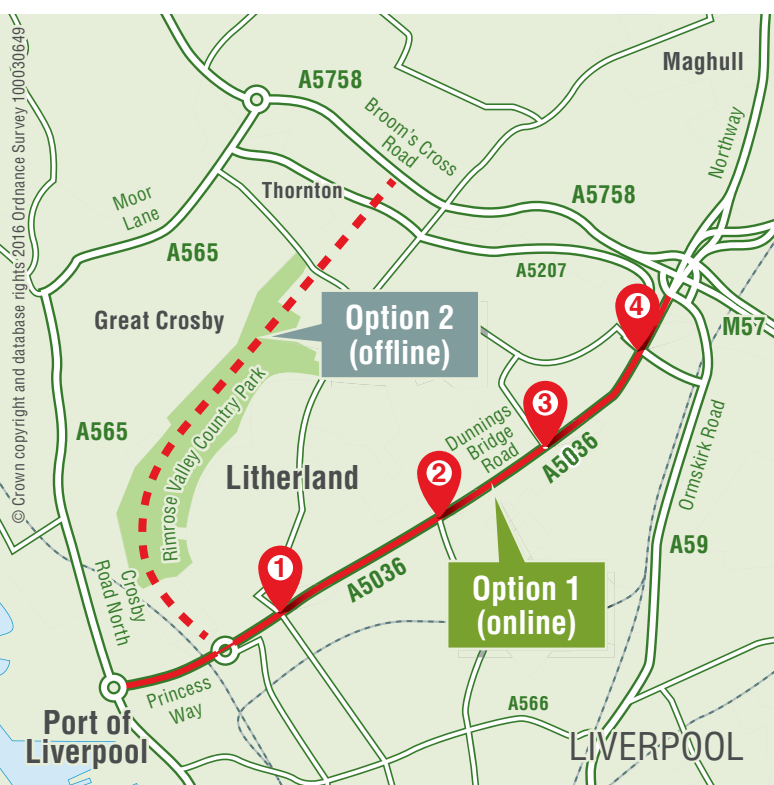 © Crown copyright and database rights 2016 Ordnance Survey 100030649
Maghull
A5758
Broom's Cross
Road
Northway
Thornton
Moor
Lane
A5758
A565
A5207
Great Crosby
Option 2
(offline)
4
M57
3
A565
Rimrose Valley Country Park
Dunnings
Bridge
Road
A5036
Ormskirk Road
Litherland
2
A59
1
A5036
Option 1
(online)
Crosby
Road North
Princess
Way
A566
Port of
Liverpool
LIVERPOOL